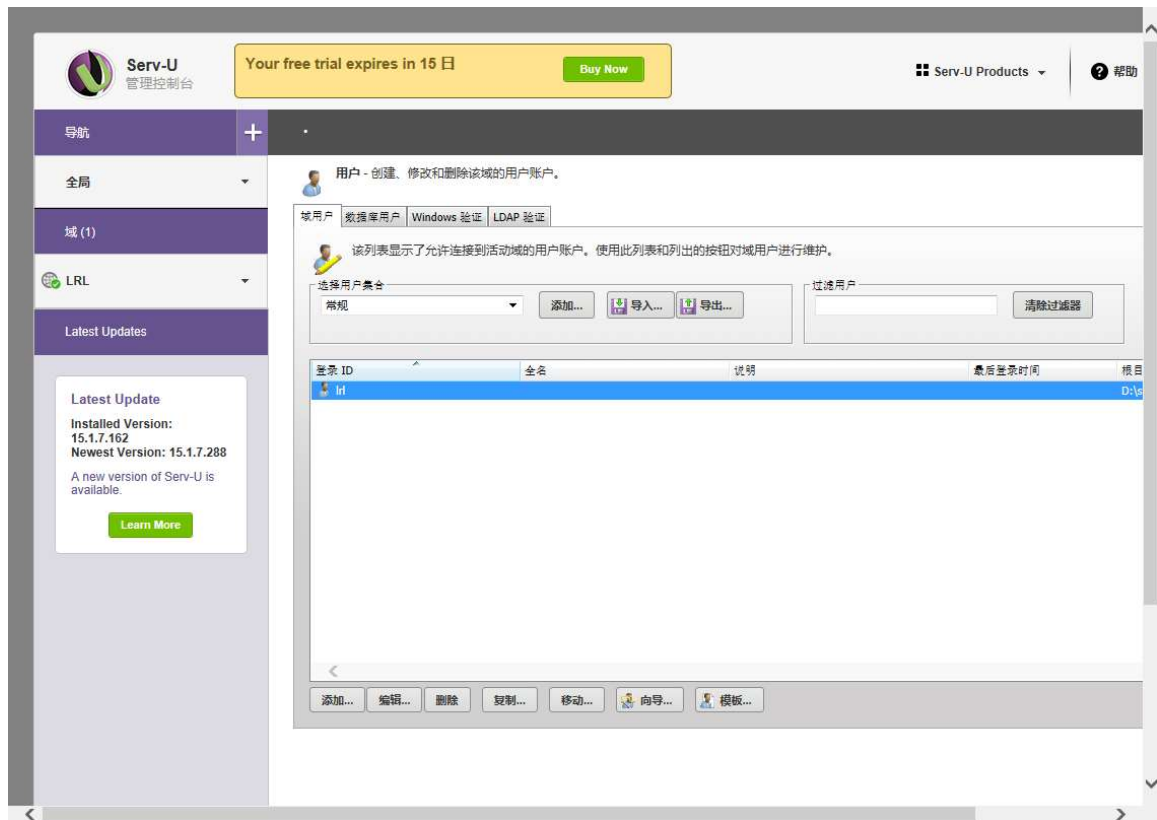 Serv-U
管理控制台
Your free trial expires in 15 日
Buy Now
Serv-U Products
帮助
导航
全局
域 (1)
LRL
Latest Updates
Latest Update
Installed Version:
15.1.7.162
Newest Version: 15.1.7.288
A new version of Serv-U is
available.
Learn More
用户 - 创建、修改和删除该域的用户账户。
域用户 数据库用户 Windows 验证 LDAP 验证
该列表显示了允许连接到活动域的用户账户。使用此列表和列出的按钮对域用户进行维护。
选择用户集合
常规
添加... 导入... 导出...
过滤用户
清除过滤器
登录 ID 全名 说明 最后登录时间 根目
lrl D:\s
添加... 编辑... 删除 复制... 移动... 向导... 模板...